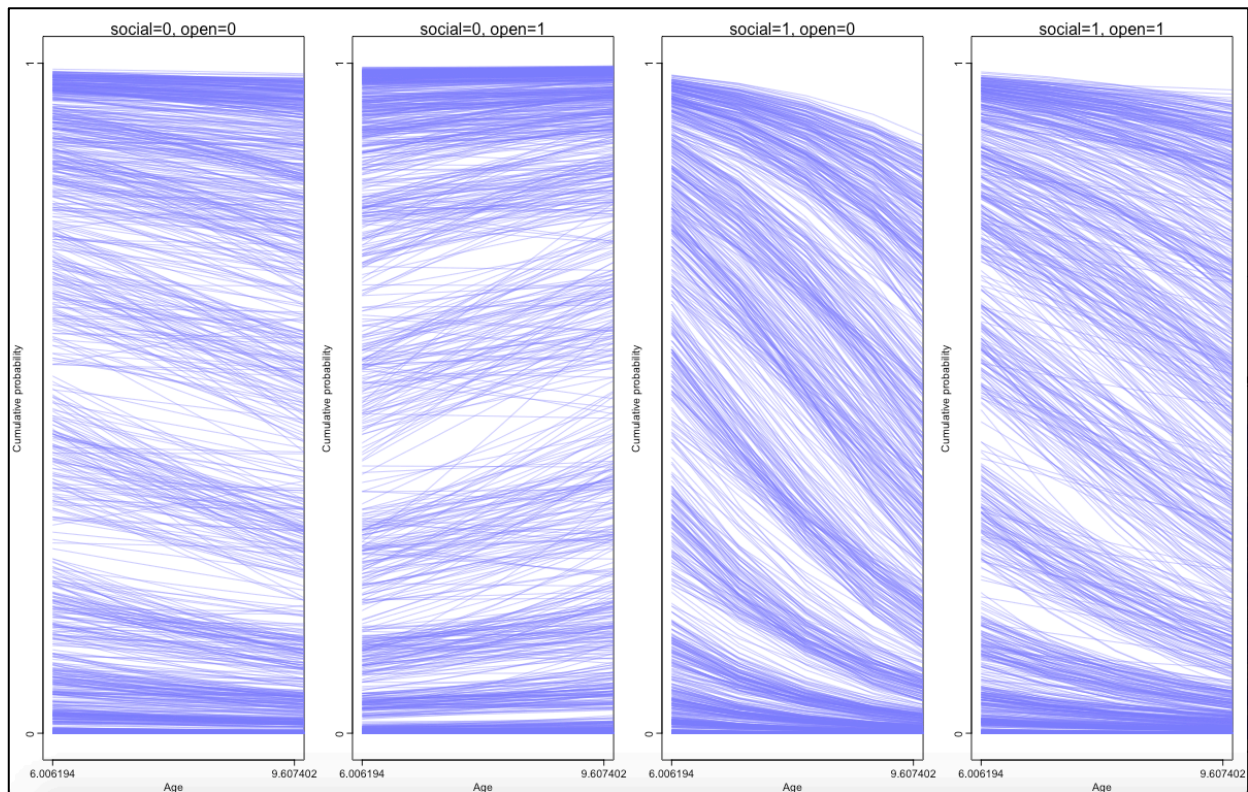 social=0, open=0
1
Cumulative probability
0
6.006194 9.607402
Age
social=0, open=1
1
Cumulative probability
0
6.006194 9.607402
Age
social=1, open=0
1
Cumulative probability
0
6.006194 9.607402
Age
social=1, open=1
1
Cumulative probability
0
6.006194 9.607402
Age